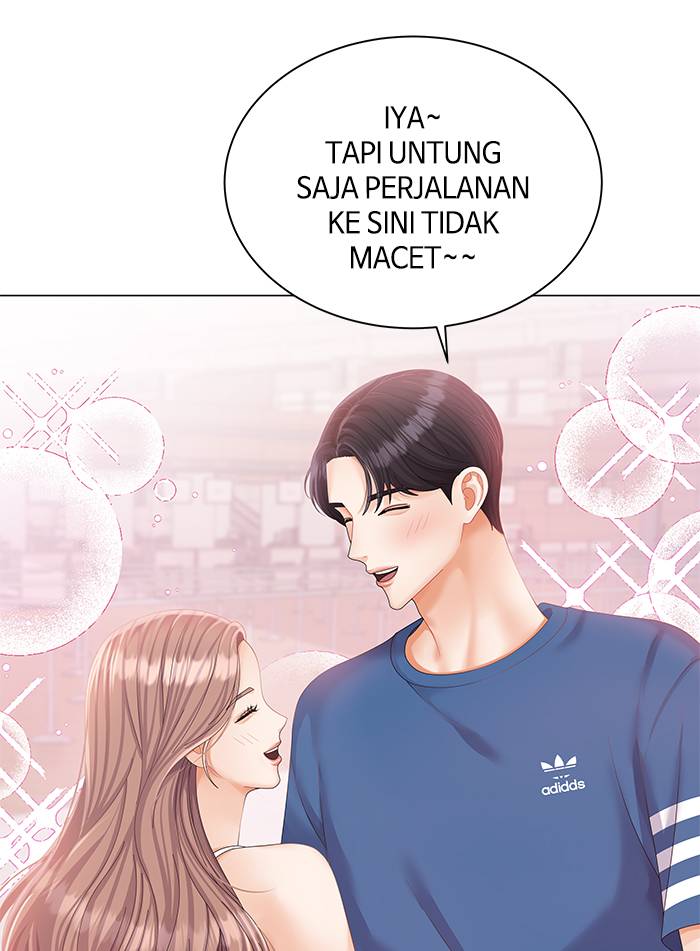 IYA~
TAPI UNTUNG
SAJA PERJALANAN
KE SINI TIDAK
MACET~~
adidds